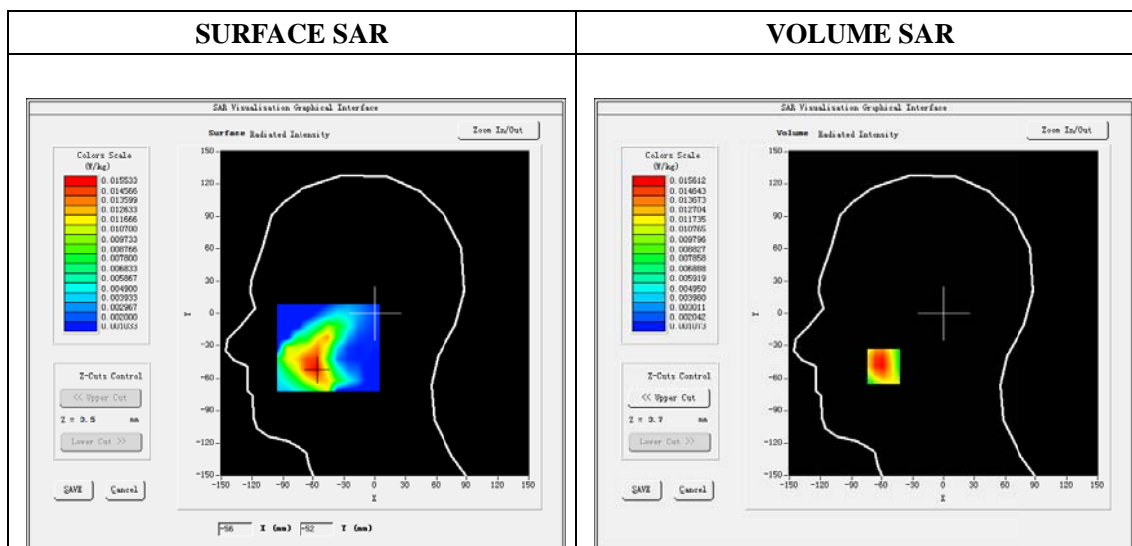 SURFACE SAR
VOLUME SAR
SAR Visualisation Graphical Interface
Surface Radiated Intensity
Zoom In/Out
Colors Scale
(W/kg)
0.015533
0.014566
0.013599
0.012633
0.011666
0.010700
0.009733
0.008766
0.007800
0.006833
0.005867
0.004900
0.003933
0.002967
0.002000
0.001033
150
120
90
60
30
0
-30
-60
-90
-120
-150
Y
-150 -120 -90 -60 -30 0 30 60 90 120 150
X
Z-Cuts Control
<< Upper Cut
Z = 3.5 mm
Lower Cut >>
SAVE Cancel
-56 X (mm) -52 Y (mm)
SAR Visualisation Graphical Interface
Volume Radiated Intensity
Zoom In/Out
Colors Scale
(W/kg)
0.015612
0.014643
0.013673
0.012704
0.011735
0.010765
0.009796
0.008827
0.007858
0.006888
0.005919
0.004950
0.003980
0.003011
0.002042
0.001073
150
120
90
60
30
0
-30
-60
-90
-120
-150
Y
-150 -120 -90 -60 -30 0 30 60 90 120 150
X
Z-Cuts Control
<< Upper Cut
Z = 3.7 mm
Lower Cut >>
SAVE Cancel